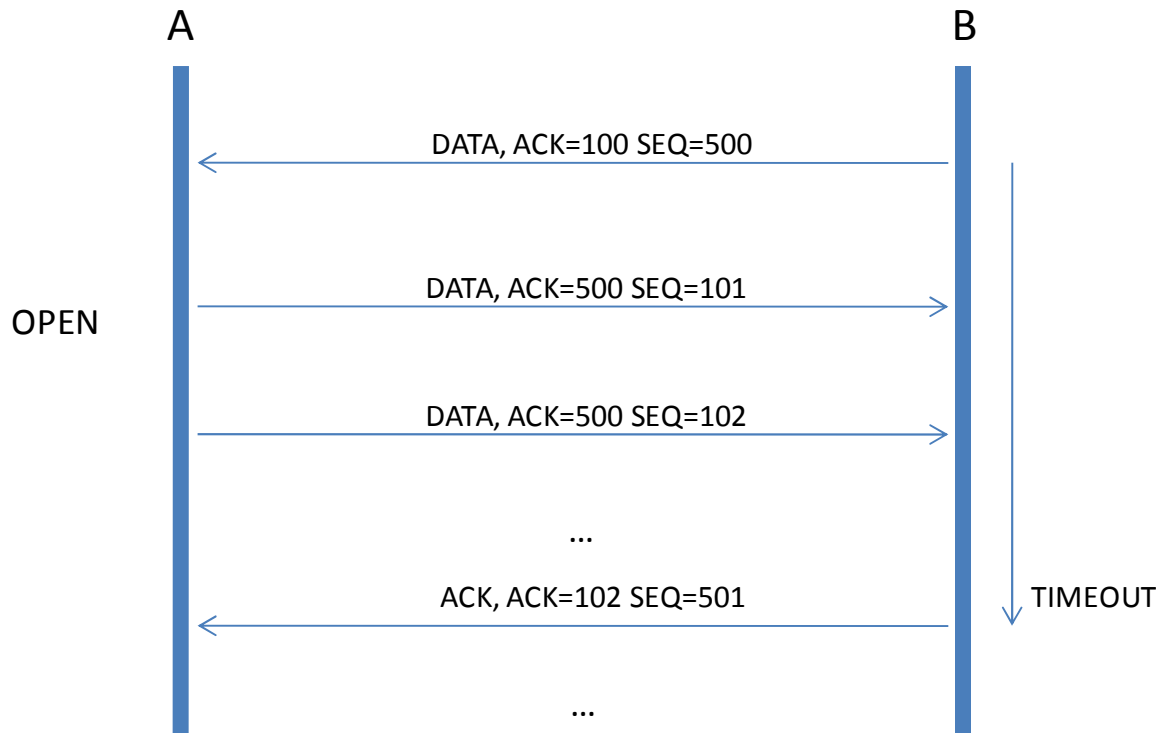 A
B
DATA, ACK=100 SEQ=500
DATA, ACK=500 SEQ=101
OPEN
DATA, ACK=500 SEQ=102
...
ACK, ACK=102 SEQ=501
TIMEOUT
...